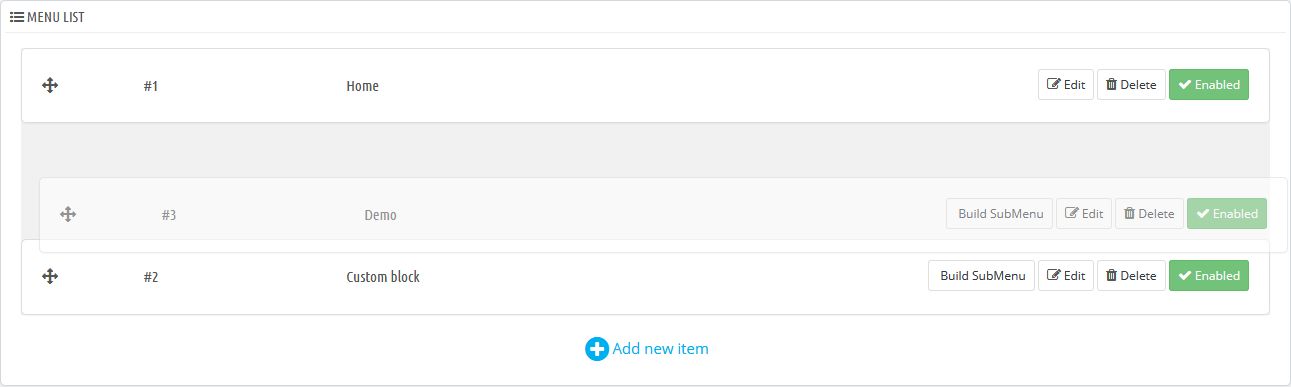 MENU LIST
#1 Home Edit Delete Enabled
#3 Demo Build SubMenu Edit Delete Enabled
#2 Custom block Build SubMenu Edit Delete Enabled
Add new item